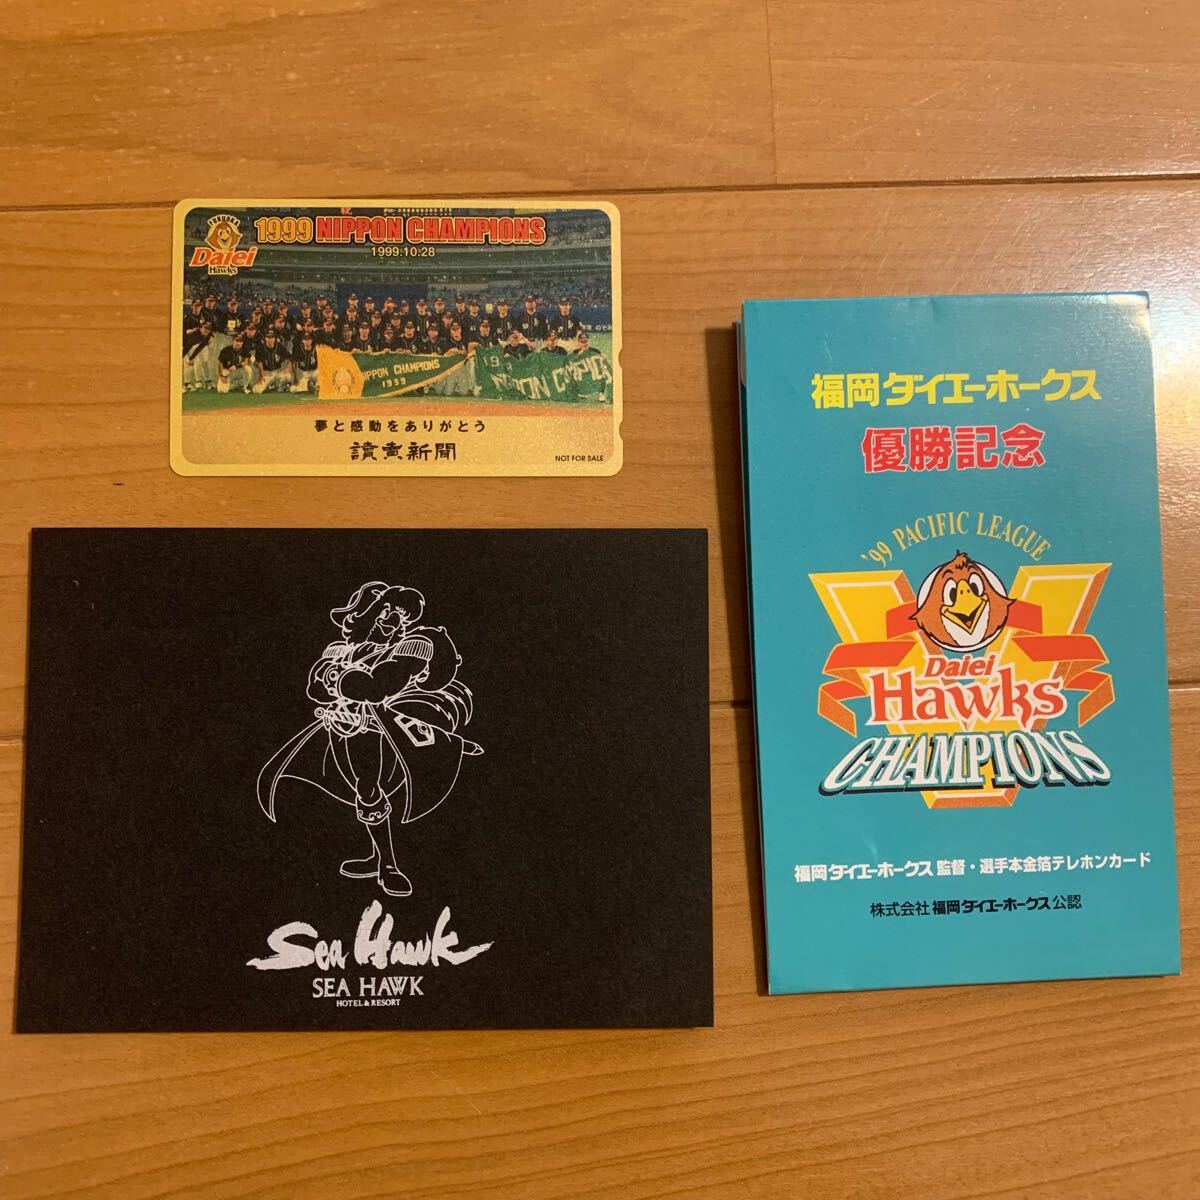 FUKUOKA
Daiei
Hawks
1999 NIPPON CHAMPIONS
1999.10.28
NIPPON CHAMPIONS
1999
夢と感動をありがとう
讀賣新聞
NOT FOR SALE
Sea Hawk
SEA HAWK
HOTEL & RESORT
福岡ダイエーホークス
優勝記念
'99 PACIFIC LEAGUE
Daiei
Hawks
CHAMPIONS
福岡ダイエーホークス 監督・選手本金箔テレホンカード
株式会社 福岡ダイエーホークス 公認